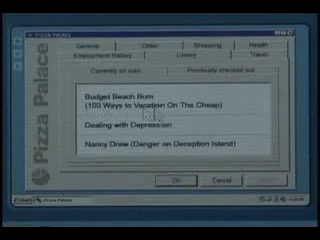 PIZZA PALACE
General Order Shopping Health
Employment History Library Travel
Currently on loan Previously checked out
Pizza Palace
Budget Beach Bum
(100 Ways to Vacation On The Cheap)
Dealing with Depression
Nancy Drew (Danger on Deception Island)
OK Cancel
Pizza Palace